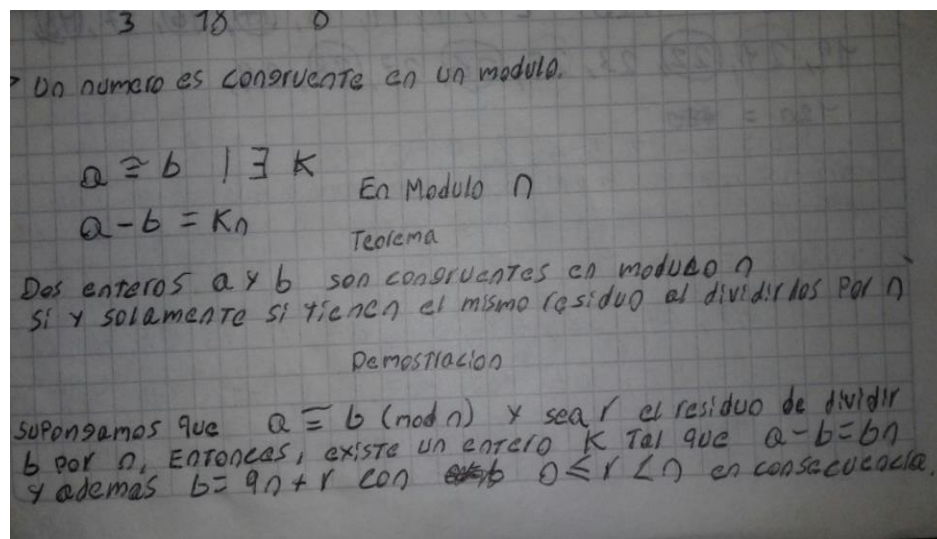 3 18 0
Un numero es congruente en un modulo.
a ≅ b | ∃ K
En Modulo n
a - b = Kn
Teorema
Dos enteros a y b son congruentes en modulo n
si y solamente si tienen el mismo residuo al dividirlos por n
Demostracion
supongamos que a ≡ b (mod n) y sea r el residuo de dividir
b por n. Entonces, existe un entero K tal que a-b=bn
y ademas b= qn+r con 0≤r<n en consecuencia.